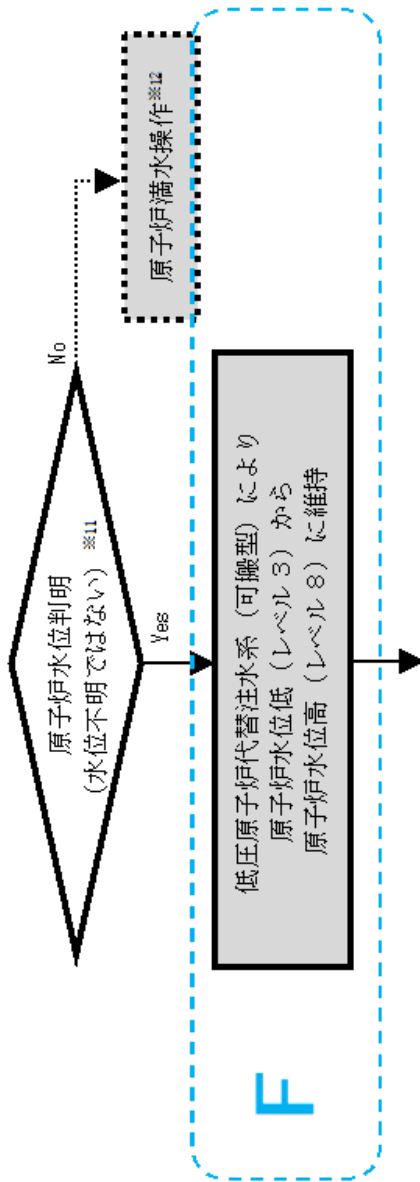 原子炉水位判明
(水位不明ではない) ※11
No
原子炉満水操作※12
Yes
F
低圧原子炉代替注水系（可搬型）により
原子炉水位低（レベル３）から
原子炉水位高（レベル８）に維持